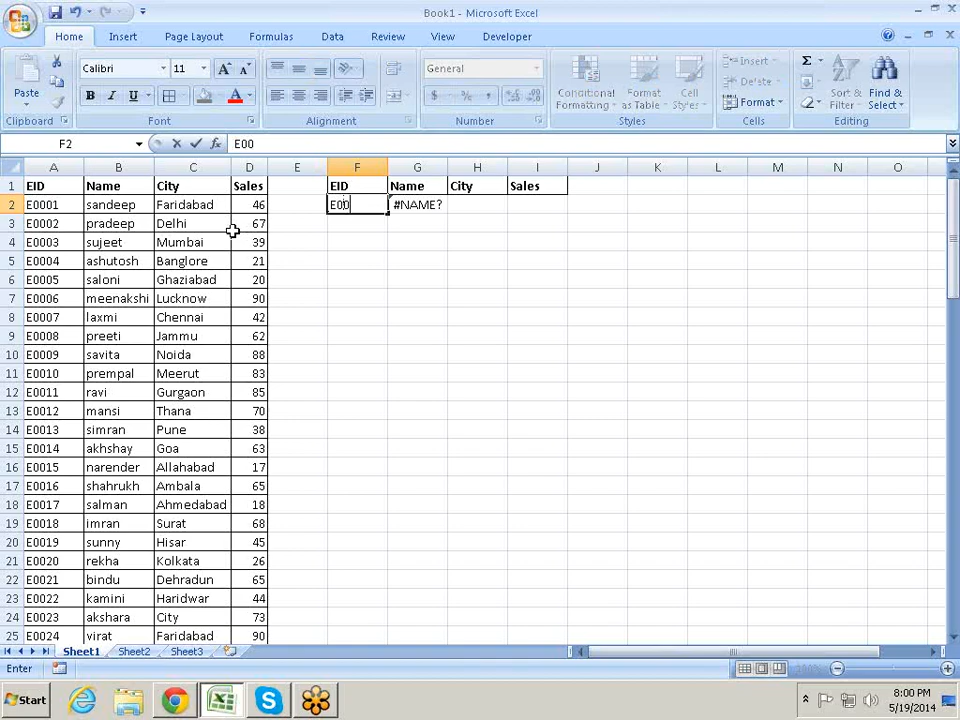 Book1 - Microsoft Excel
Home Insert Page Layout Formulas Data Review View Developer
Calibri 11 General Insert
Paste Conditional Formatting Format as Table Cell Styles Delete Sort & Filter Find & Select
B I U A $ % Format
Clipboard Font Alignment Number Styles Cells Editing
F2 fx E00
A B C D E F G H I J K L M N O
1 EID Name City Sales EID Name City Sales
2 E0001 sandeep Faridabad 46 E00 #NAME?
3 E0002 pradeep Delhi 67
4 E0003 sujeet Mumbai 39
5 E0004 ashutosh Banglore 21
6 E0005 saloni Ghaziabad 20
7 E0006 meenakshi Lucknow 90
8 E0007 laxmi Chennai 42
9 E0008 preeti Jammu 62
10 E0009 savita Noida 88
11 E0010 prempal Meerut 83
12 E0011 ravi Gurgaon 85
13 E0012 mansi Thana 70
14 E0013 simran Pune 38
15 E0014 akhshay Goa 63
16 E0015 narender Allahabad 17
17 E0016 shahrukh Ambala 65
18 E0017 salman Ahmedabad 18
19 E0018 imran Surat 68
20 E0019 sunny Hisar 45
21 E0020 rekha Kolkata 26
22 E0021 bindu Dehradun 65
23 E0022 kamini Haridwar 44
24 E0023 akshara City 73
25 E0024 virat Faridabad 90
Sheet1 Sheet2 Sheet3
Enter 100%
Start 8:00 PM
5/19/2014